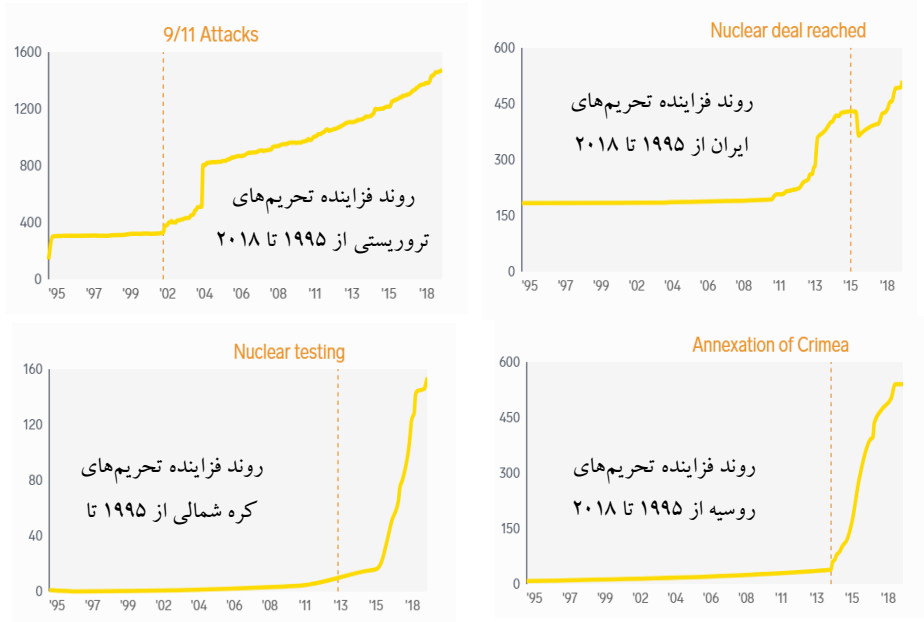 9/11 Attacks
1600
1200
800
400
0
روند فزاینده تحریم‌های
تروریستی از ۱۹۹۵ تا ۲۰۱۸
'95 '97 '99 '02 '04 '06 '08 '11 '13 '15 '18
Nuclear deal reached
600
450
300
150
0
روند فزاینده تحریم‌های
ایران از ۱۹۹۵ تا ۲۰۱۸
'95 '97 '99 '02 '04 '06 '08 '11 '13 '15 '18
Nuclear testing
160
120
80
40
0
روند فزاینده تحریم‌های
کره شمالی از ۱۹۹۵ تا
'95 '97 '99 '02 '04 '06 '08 '11 '13 '15 '18
Annexation of Crimea
600
450
300
150
0
روند فزاینده تحریم‌های
روسیه از ۱۹۹۵ تا ۲۰۱۸
'95 '97 '99 '02 '04 '06 '08 '11 '13 '15 '18